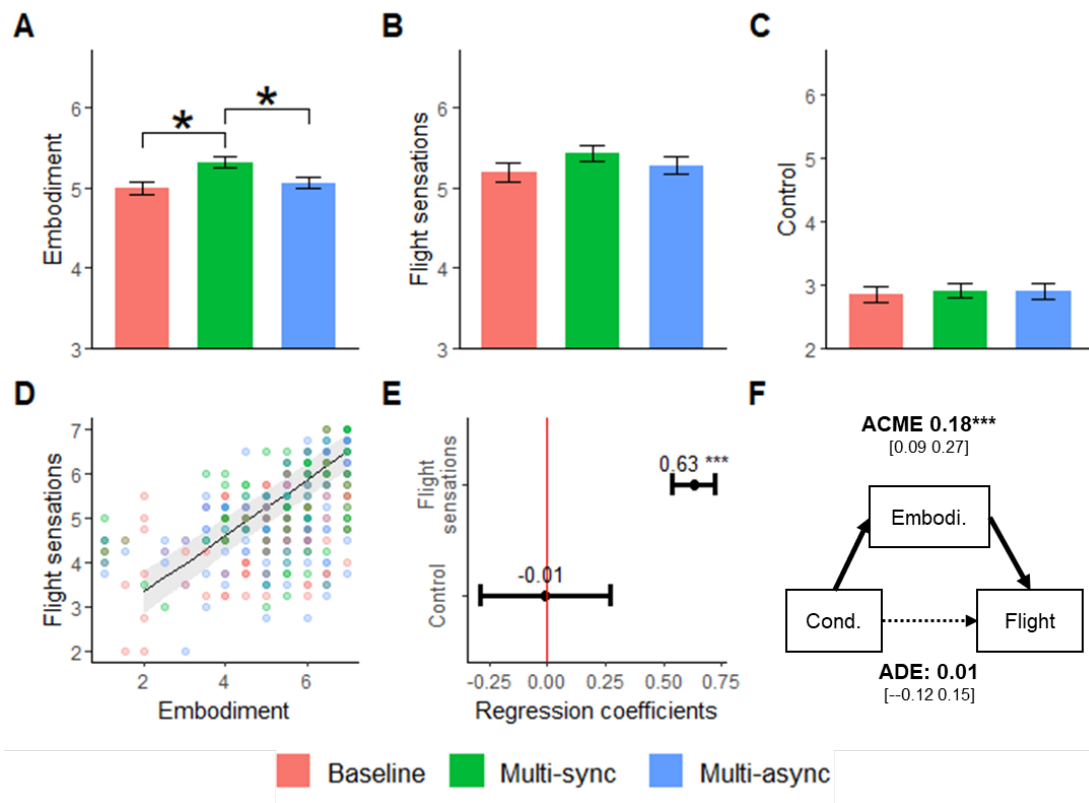 A
B
C
Embodiment
6
5
4
3
*
*
Flight sensations
6
5
4
3
Control
6
5
4
3
2
D
E
F
Flight sensations
7
6
5
4
3
2
2 4 6
Embodiment
Flight
sensations
Control
0.63 ***
-0.01
-0.25 0.00 0.25 0.50 0.75
Regression coefficients
ACME 0.18***
[0.09 0.27]
Embodi.
Cond.
Flight
ADE: 0.01
[--0.12 0.15]
Baseline Multi-sync Multi-async